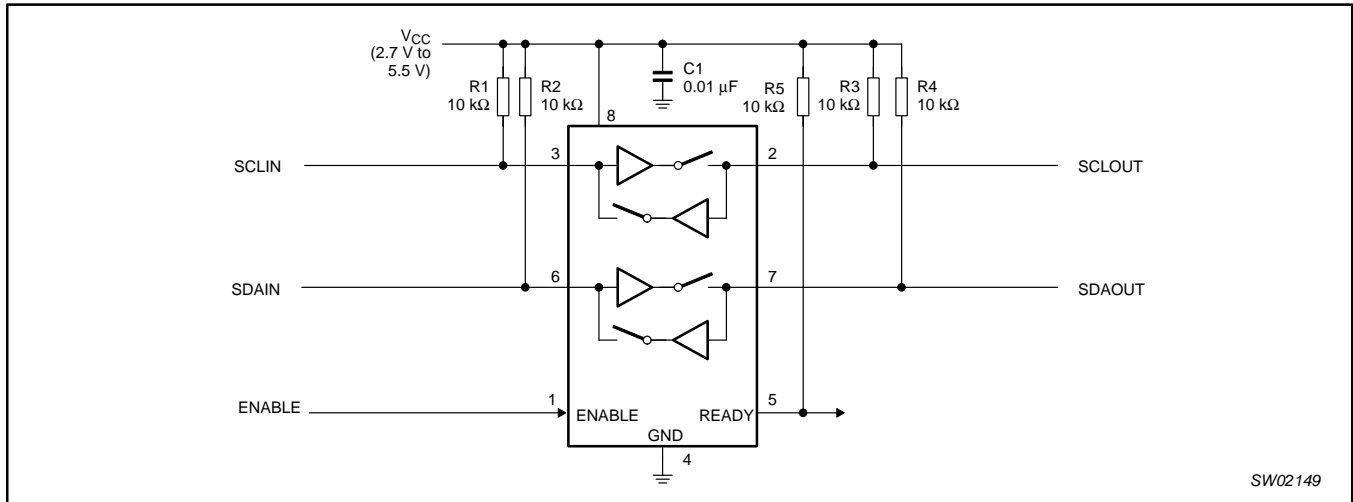 VCC
(2.7 V to
5.5 V)
R1
10 kΩ
R2
10 kΩ
C1
0.01 μF
R5
10 kΩ
R3
10 kΩ
R4
10 kΩ
8
SCLIN
3
2
SCLOUT
SDAIN
6
7
SDAOUT
ENABLE
1
ENABLE
READY
5
GND
4
SW02149